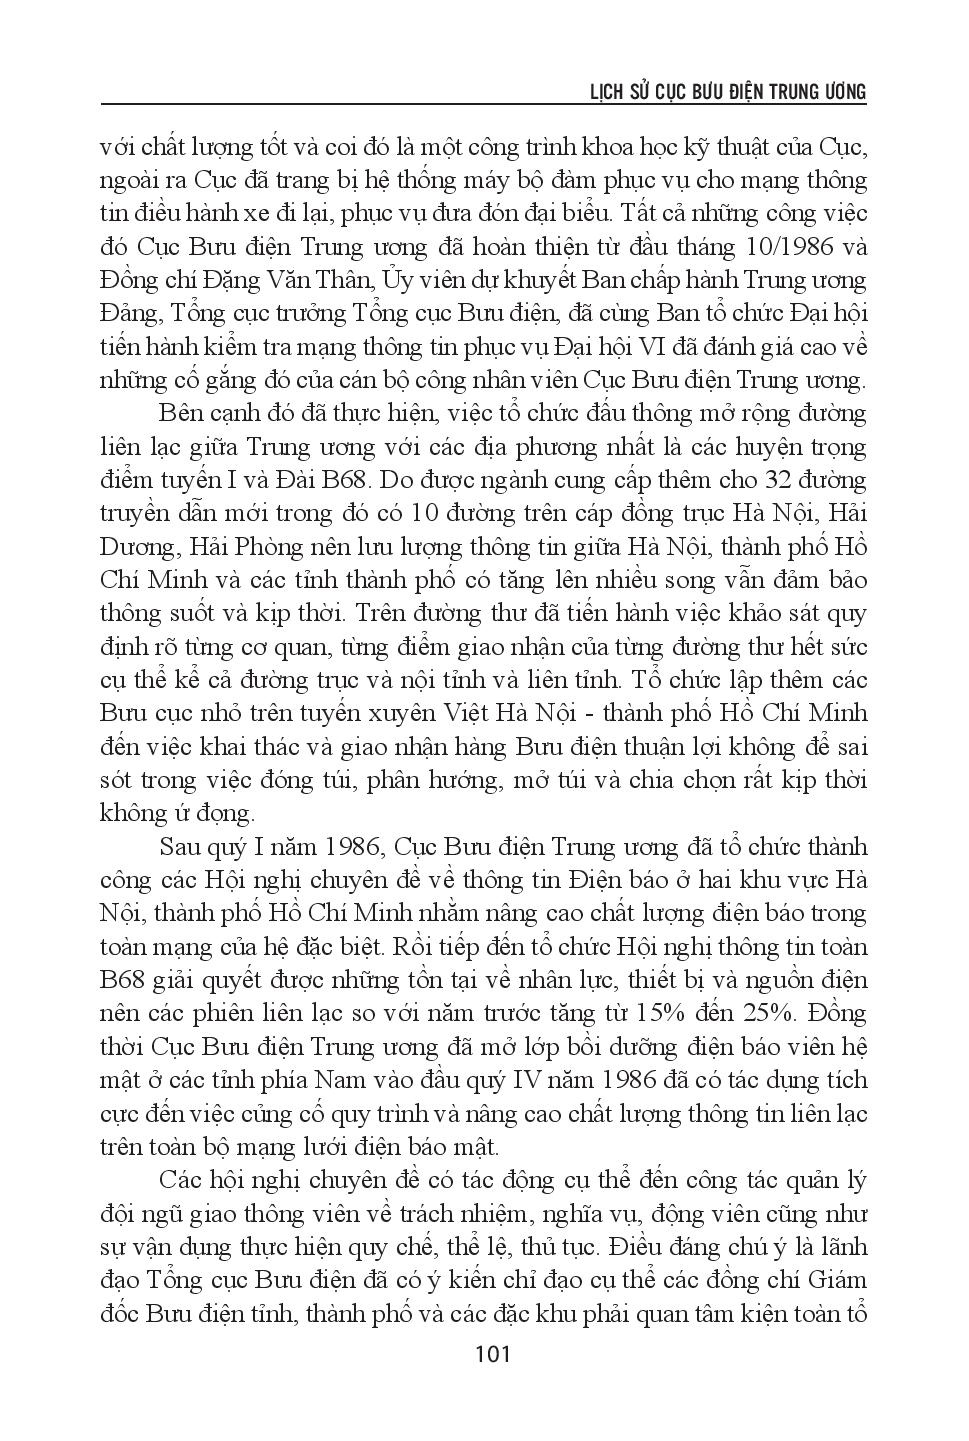 LỊCH SỬ CỤC BƯU ĐIỆN TRUNG ƯƠNG
với chất lượng tốt và coi đó là một công trình khoa học kỹ thuật của Cục,
ngoài ra Cục đã trang bị hệ thống máy bộ đàm phục vụ cho mạng thông
tin điều hành xe đi lại, phục vụ đưa đón đại biểu. Tất cả những công việc
đó Cục Bưu điện Trung ương đã hoàn thiện từ đầu tháng 10/1986 và
Đồng chí Đặng Văn Thân, Ủy viên dự khuyết Ban chấp hành Trung ương
Đảng, Tổng cục trưởng Tổng cục Bưu điện, đã cùng Ban tổ chức Đại hội
tiến hành kiểm tra mạng thông tin phục vụ Đại hội VI đã đánh giá cao về
những cố gắng đó của cán bộ công nhân viên Cục Bưu điện Trung ương.
Bên cạnh đó đã thực hiện, việc tổ chức đấu thông mở rộng đường
liên lạc giữa Trung ương với các địa phương nhất là các huyện trọng
điểm tuyến I và Đài B68. Do được ngành cung cấp thêm cho 32 đường
truyền dẫn mới trong đó có 10 đường trên cáp đồng trục Hà Nội, Hải
Dương, Hải Phòng nên lưu lượng thông tin giữa Hà Nội, thành phố Hồ
Chí Minh và các tỉnh thành phố có tăng lên nhiều song vẫn đảm bảo
thông suốt và kịp thời. Trên đường thư đã tiến hành việc khảo sát quy
định rõ từng cơ quan, từng điểm giao nhận của từng đường thư hết sức
cụ thể kể cả đường trục và nội tỉnh và liên tỉnh. Tổ chức lập thêm các
Bưu cục nhỏ trên tuyến xuyên Việt Hà Nội - thành phố Hồ Chí Minh
đến việc khai thác và giao nhận hàng Bưu điện thuận lợi không để sai
sót trong việc đóng túi, phân hướng, mở túi và chia chọn rất kịp thời
không ứ đọng.
Sau quý I năm 1986, Cục Bưu điện Trung ương đã tổ chức thành
công các Hội nghị chuyên đề về thông tin Điện báo ở hai khu vực Hà
Nội, thành phố Hồ Chí Minh nhằm nâng cao chất lượng điện báo trong
toàn mạng của hệ đặc biệt. Rồi tiếp đến tổ chức Hội nghị thông tin toàn
B68 giải quyết được những tồn tại về nhân lực, thiết bị và nguồn điện
nên các phiên liên lạc so với năm trước tăng từ 15% đến 25%. Đồng
thời Cục Bưu điện Trung ương đã mở lớp bồi dưỡng điện báo viên hệ
mật ở các tỉnh phía Nam vào đầu quý IV năm 1986 đã có tác dụng tích
cực đến việc củng cố quy trình và nâng cao chất lượng thông tin liên lạc
trên toàn bộ mạng lưới điện báo mật.
Các hội nghị chuyên đề có tác động cụ thể đến công tác quản lý
đội ngũ giao thông viên về trách nhiệm, nghĩa vụ, động viên cũng như
sự vận dụng thực hiện quy chế, thể lệ, thủ tục. Điều đáng chú ý là lãnh
đạo Tổng cục Bưu điện đã có ý kiến chỉ đạo cụ thể các đồng chí Giám
đốc Bưu điện tỉnh, thành phố và các đặc khu phải quan tâm kiện toàn tổ
101